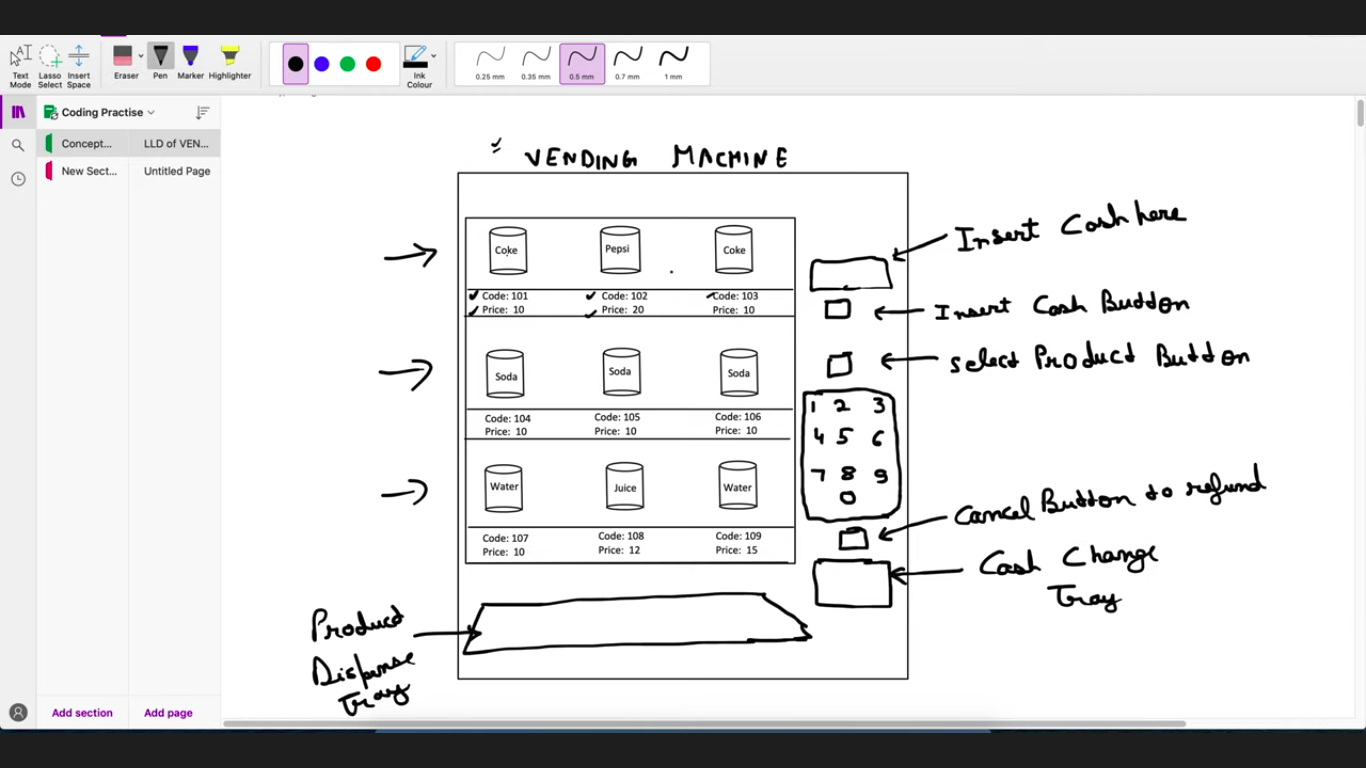 Text Mode
Lasso Select
Insert Space
Eraser
Pen
Marker
Highlighter
Ink Colour
0.25 mm
0.35 mm
0.5 mm
0.7 mm
1 mm
Coding Practise
Concept...
LLD of VEN...
New Sect...
Untitled Page
VENDING MACHINE
Coke Pepsi Coke
Code: 101 Code: 102 Code: 103
Price: 10 Price: 20 Price: 10
Soda Soda Soda
Code: 104 Code: 105 Code: 106
Price: 10 Price: 10 Price: 10
Water Juice Water
Code: 107 Code: 108 Code: 109
Price: 10 Price: 12 Price: 15
Insert Cash here
Insert Cash Button
Select Product Button
1 2 3
4 5 6
7 8 9
0
Cancel Button to refund
Cash Change
Tray
Product
Dispense
Tray
Add section
Add page